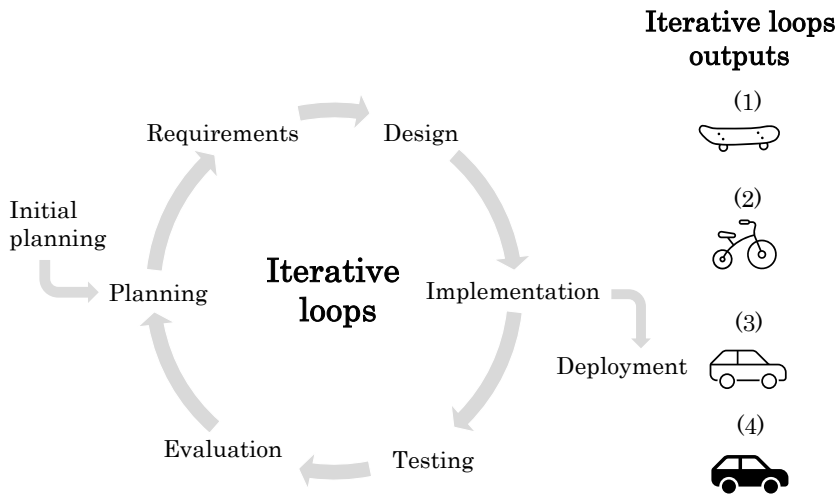 Iterative loops
outputs
(1)
Requirements
Design
(2)
Initial
planning
Iterative
loops
Planning
Implementation
(3)
Deployment
(4)
Evaluation
Testing